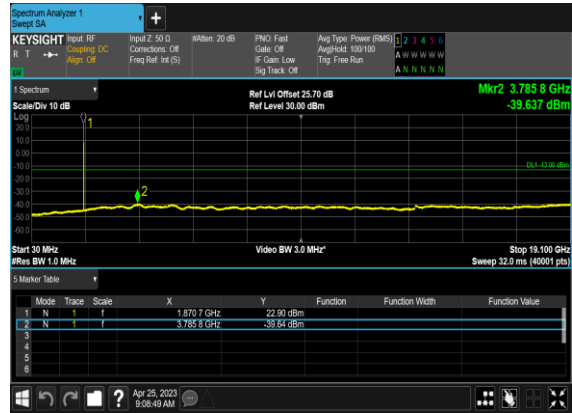 Spectrum Analyzer 1
Swept SA
+
KEYSIGHT Input: RF Input Z: 50 Ω #Atten: 20 dB PNO: Fast Avg Type: Power (RMS) 1 2 3 4 5 6
R T Coupling: DC Corrections: Off Gate: Off Avg|Hold: 100/100 A W W W W W
Align: Off Freq Ref: Int (S) IF Gain: Low Trig: Free Run
Sig Track: Off A N N N N N
1 Spectrum Ref Lvl Offset 25.70 dB Mkr2 3.785 8 GHz
Scale/Div 10 dB Ref Level 30.00 dBm -39.637 dBm
Log
20.0
10.0
0.00
-10.0
-20.0
-30.0
-40.0
-50.0
-60.0
1
2
DL1 -13.00 dBm
Start 30 MHz Video BW 3.0 MHz* Stop 19.100 GHz
#Res BW 1.0 MHz Sweep 32.0 ms (40001 pts)
5 Marker Table
Mode Trace Scale X Y Function Function Width Function Value
1 N 1 f 1.870 7 GHz 22.90 dBm
2 N 1 f 3.785 8 GHz -39.64 dBm
3
4
5
6
? Apr 25, 2023
9:08:49 AM